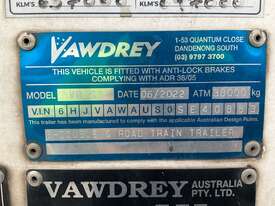 KLM'S
KLM'S
VAWDREY
1-53 QUANTUM CLOSE
DANDENONG SOUTH
(03) 9797 3700
THIS VEHICLE IS FITTED WITH ANTI-LOCK BRAKES
COMPLYING WITH ADR 38/05
MODEL DATE 06/2022 ATM 38000 kg
V.I.N 6HJVAWAUS0SE40883
ROAD TRAIN TRAILER
This trailer has been manufactured to comply with the applicable Australian Design Rules.
VAWDREY AUSTRALIA
PTY. LTD.